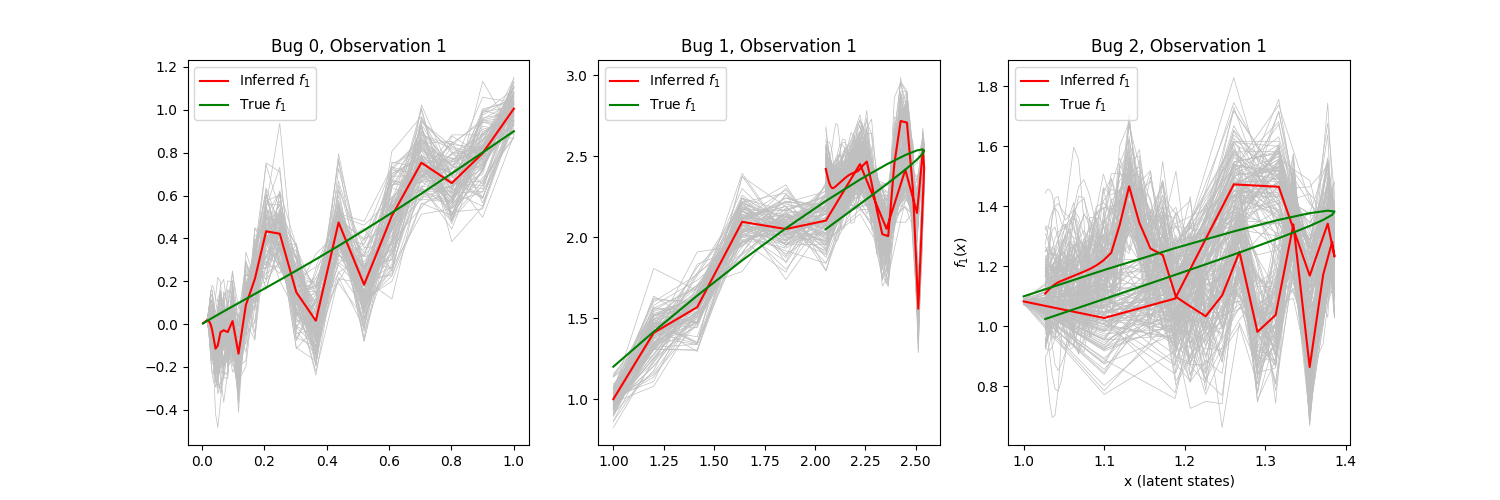 Bug 0, Observation 1
Inferred f₁
True f₁
1.2
1.0
0.8
0.6
0.4
0.2
0.0
−0.2
−0.4
0.0 0.2 0.4 0.6 0.8 1.0
Bug 1, Observation 1
Inferred f₁
True f₁
3.0
2.5
2.0
1.5
1.0
1.00 1.25 1.50 1.75 2.00 2.25 2.50
Bug 2, Observation 1
Inferred f₁
True f₁
f₁(x)
1.8
1.6
1.4
1.2
1.0
0.8
1.0 1.1 1.2 1.3 1.4
x (latent states)